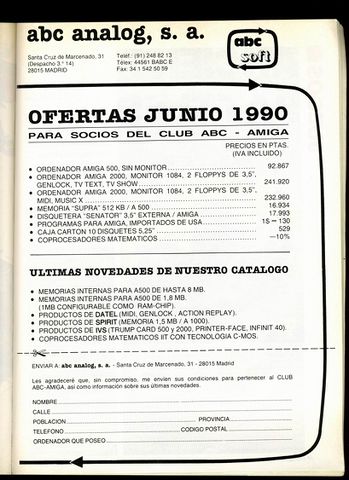 abc analog, s. a.
Santa Cruz de Marcenado, 31
(Despacho 3.º 14)
28015 MADRID
Teléf.: (91) 248 82 13
Télex: 44561 BABC E
Fax: 34 1 542 50 59
abc
soft
OFERTAS JUNIO 1990
PARA SOCIOS DEL CLUB ABC - AMIGA
PRECIOS EN PTAS.
(IVA INCLUIDO)
● ORDENADOR AMIGA 500, SIN MONITOR 92.867
● ORDENADOR AMIGA 2000, MONITOR 1084, 2 FLOPPYS DE 3,5",
GENLOCK, TV TEXT, TV SHOW 241.920
● ORDENADOR AMIGA 2000, MONITOR 1084, 2 FLOPPYS DE 3,5",
MIDI, MUSIC X 232.960
● MEMORIA "SUPRA" 512 KB / A 500 16.934
● DISQUETERA "SENATOR" 3,5" EXTERNA / AMIGA 17.993
● PROGRAMAS PARA AMIGA, IMPORTADOS DE USA 1$ — 130
● CAJA CARTON 10 DISQUETES 5,25" 529
● COPROCESADORES MATEMATICOS —10%
ULTIMAS NOVEDADES DE NUESTRO CATALOGO
● MEMORIAS INTERNAS PARA A500 DE HASTA 8 MB.
● MEMORIAS INTERNAS PARA A500 DE 1,8 MB.
(1MB CONFIGURABLE COMO RAM-CHIP).
● PRODUCTOS DE DATEL (MIDI, GENLOCK, ACTION REPLAY).
● PRODUCTOS DE SPIRIT (MEMORIA 1,5 MB / A 1000).
● PRODUCTOS DE IVS (TRUMP CARD 500 y 2000, PRINTER-FACE, INFINIT 40).
● COPROCESADORES MATEMATICOS IIT CON TECNOLOGIA C-MOS.
ENVIAR A: abc analog, s. a. - Santa Cruz de Marcenado, 31 - 28015 Madrid
Les agradeceré que, sin compromiso, me envíen sus condiciones para pertenecer al CLUB
ABC-AMIGA, así como información sobre sus últimas novedades.
NOMBRE
CALLE
POBLACION PROVINCIA
TELEFONO CODIGO POSTAL
ORDENADOR QUE POSEO